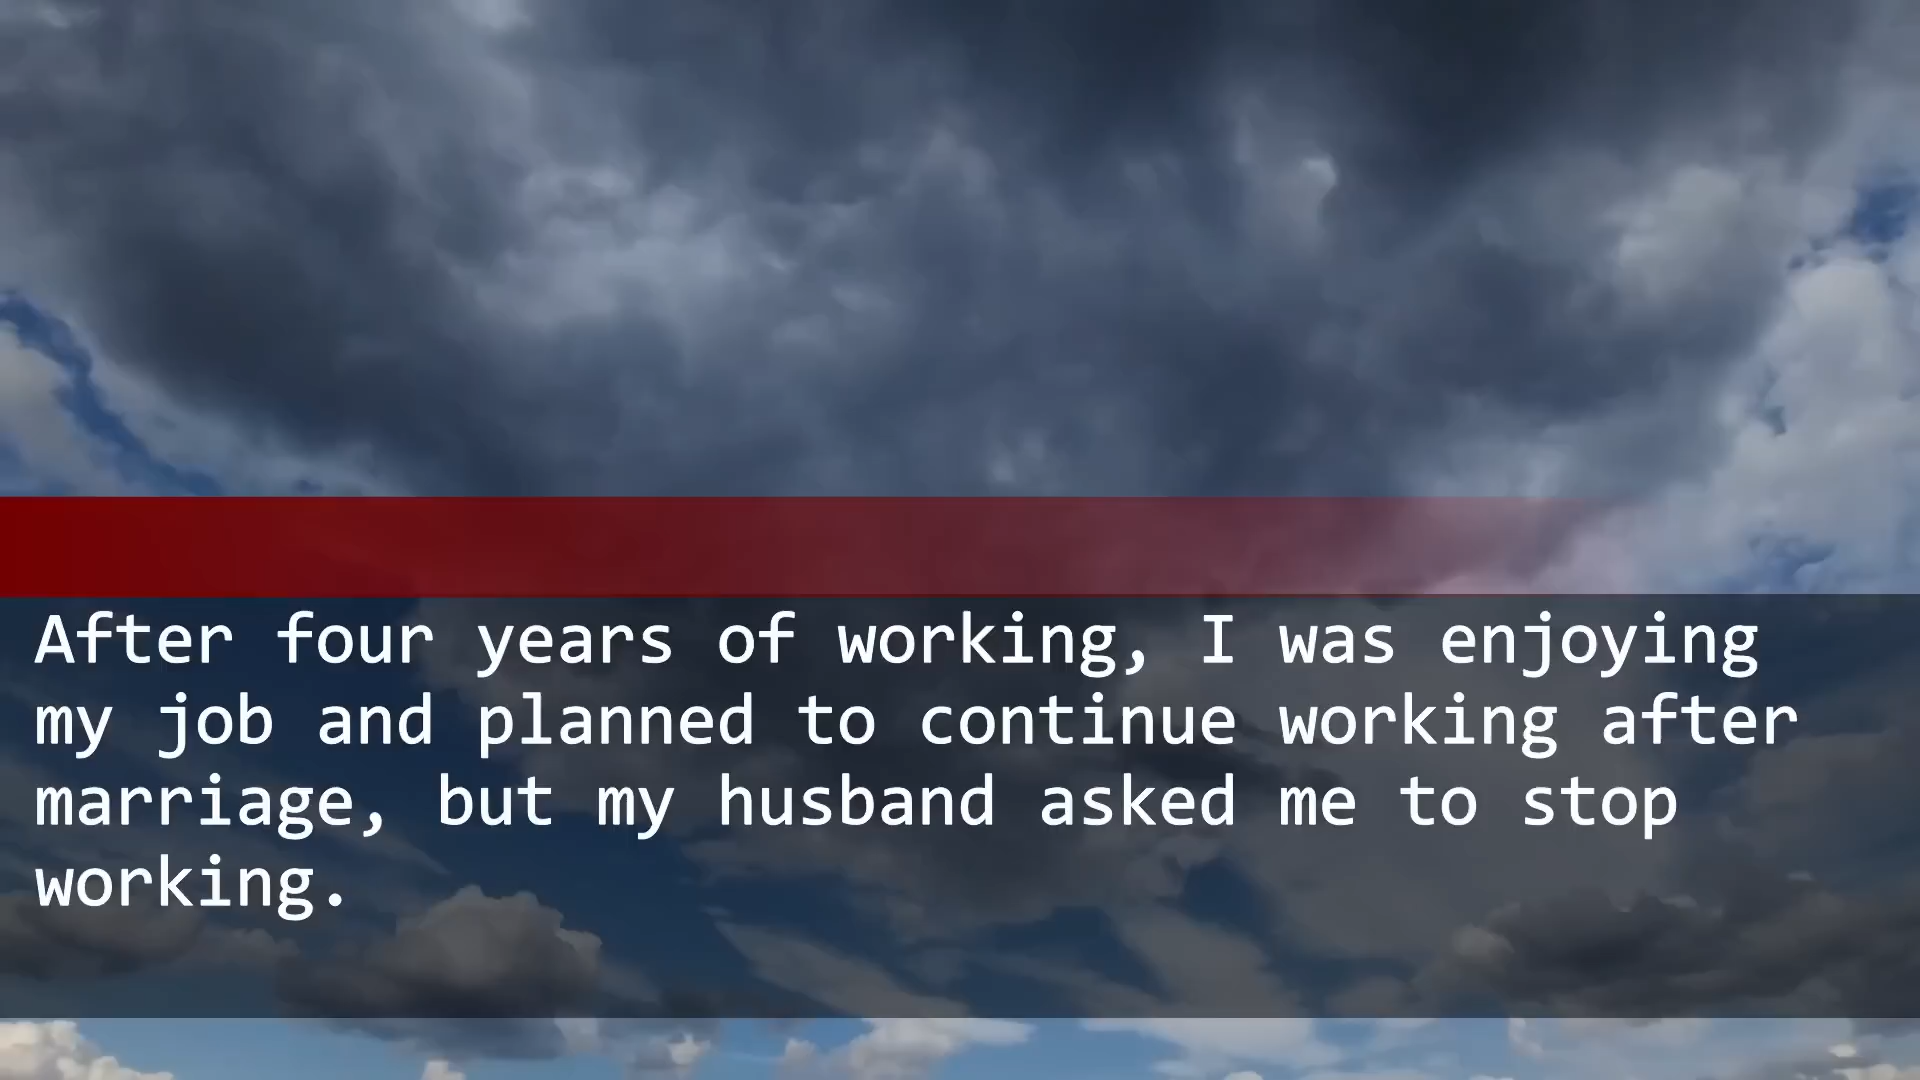 After four years of working, I was enjoying
my job and planned to continue working after
marriage, but my husband asked me to stop
working.